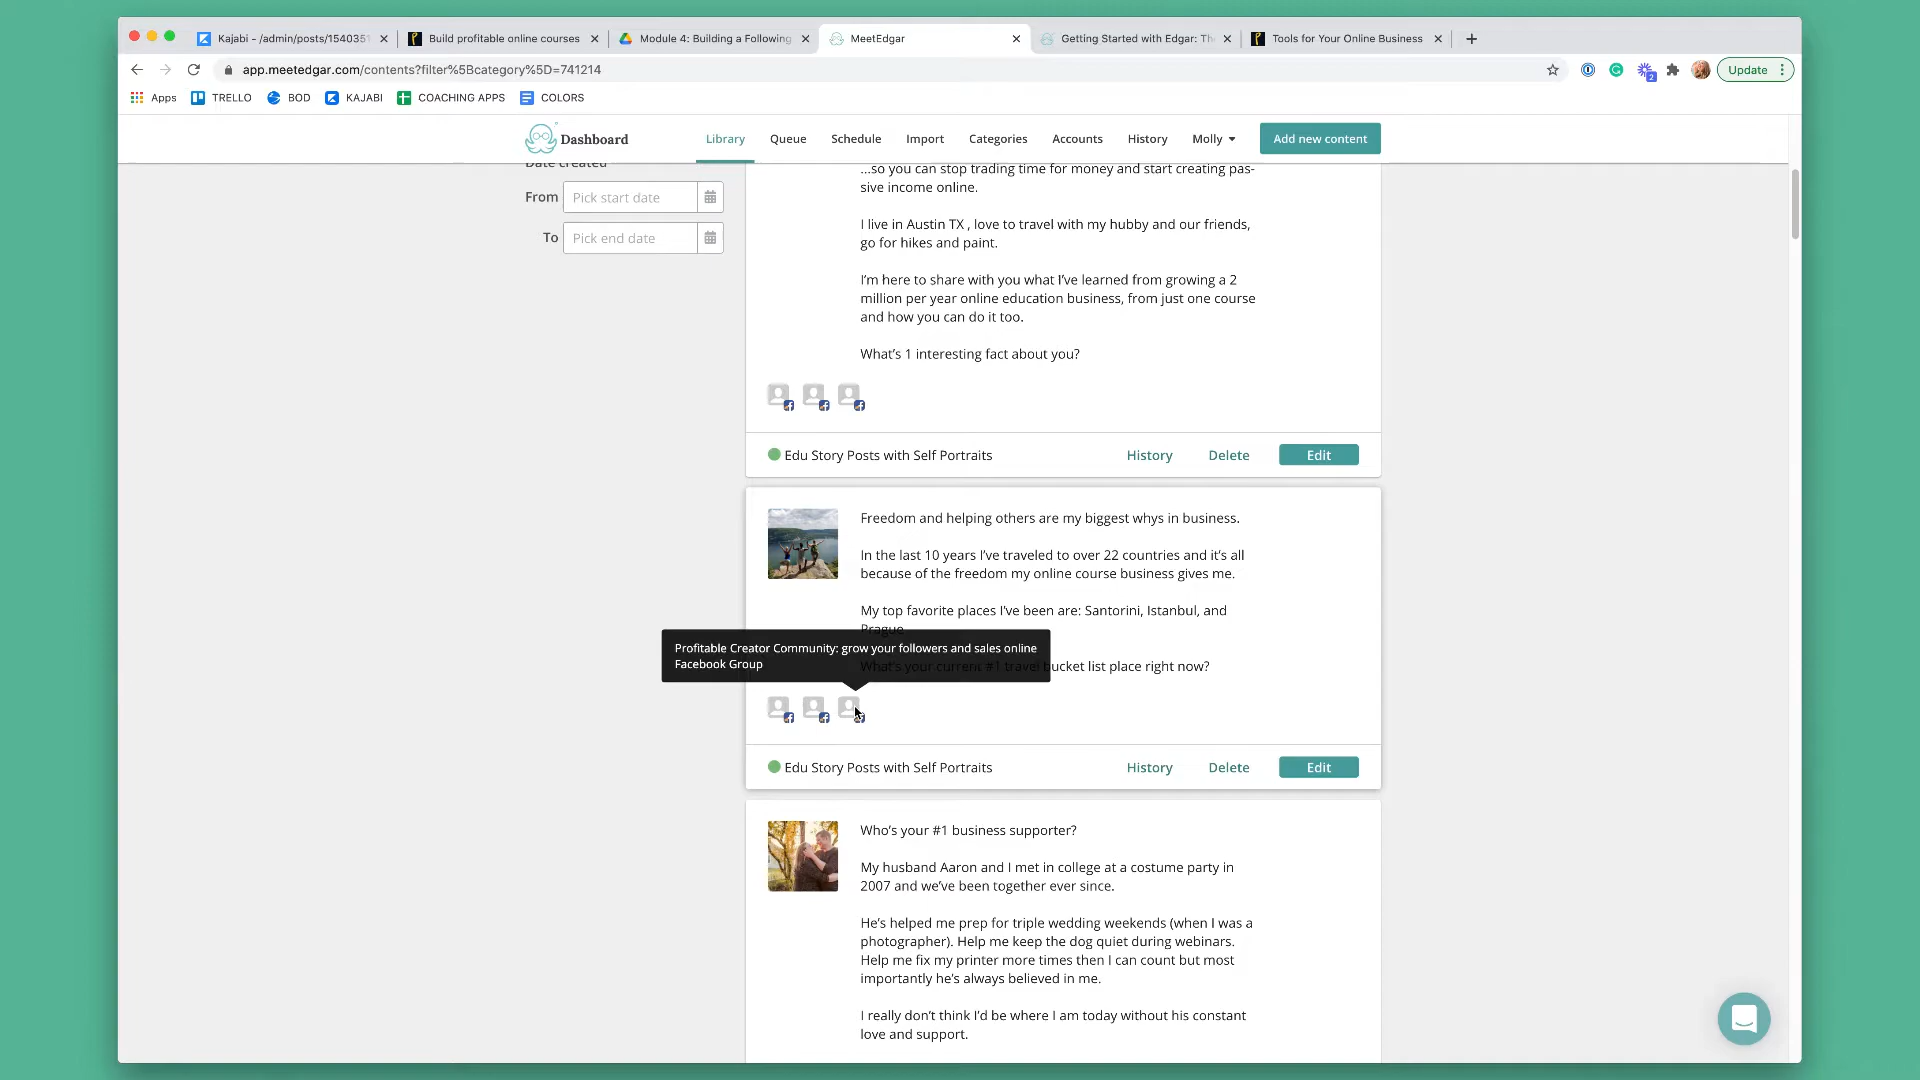 Kajabi - /admin/posts/1540351
Build profitable online courses
Module 4: Building a Following
MeetEdgar
Getting Started with Edgar: The
Tools for Your Online Business
app.meetedgar.com/contents?filter%5Bcategory%5D=741214
2
Update
Apps
TRELLO
BOD
KAJABI
COACHING APPS
COLORS
Dashboard
Library
Queue
Schedule
Import
Categories
Accounts
History
Molly
Add new content
Date created
From
Pick start date
To
Pick end date
...so you can stop trading time for money and start creating pas-
sive income online.
I live in Austin TX , love to travel with my hubby and our friends,
go for hikes and paint.
I'm here to share with you what I've learned from growing a 2
million per year online education business, from just one course
and how you can do it too.
What's 1 interesting fact about you?
Edu Story Posts with Self Portraits
History
Delete
Edit
Freedom and helping others are my biggest whys in business.
In the last 10 years I've traveled to over 22 countries and it's all
because of the freedom my online course business gives me.
My top favorite places I've been are: Santorini, Istanbul, and
Prague
Profitable Creator Community: grow your followers and sales online
Facebook Group
What's your current #1 travel bucket list place right now?
Edu Story Posts with Self Portraits
History
Delete
Edit
Who's your #1 business supporter?
My husband Aaron and I met in college at a costume party in
2007 and we've been together ever since.
He's helped me prep for triple wedding weekends (when I was a
photographer). Help me keep the dog quiet during webinars.
Help me fix my printer more times then I can count but most
importantly he's always believed in me.
I really don't think I'd be where I am today without his constant
love and support.